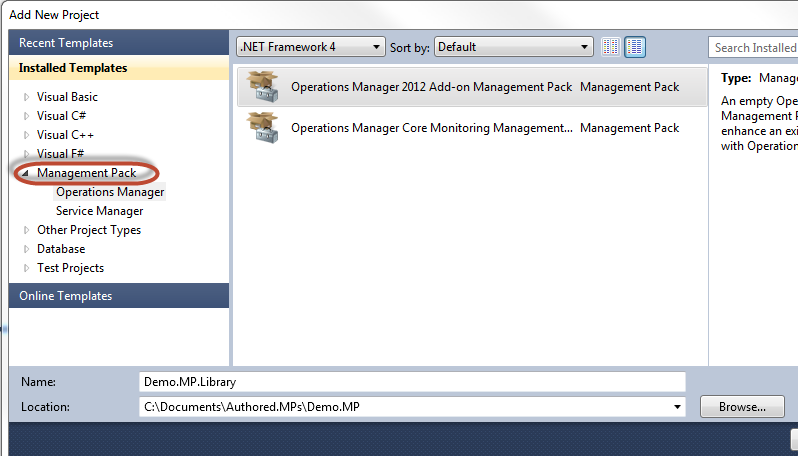 Add New Project
Recent Templates
Installed Templates
Visual Basic
Visual C#
Visual C++
Visual F#
Management Pack
Operations Manager
Service Manager
Other Project Types
Database
Test Projects
Online Templates
.NET Framework 4 Sort by: Default
Operations Manager 2012 Add-on Management Pack Management Pack
Operations Manager Core Monitoring Management... Management Pack
Search Installed
Type: Manage
An empty Ope
Management P
enhance an exi
with Operation
Name: Demo.MP.Library
Location: C:\Documents\Authored.MPs\Demo.MP Browse...